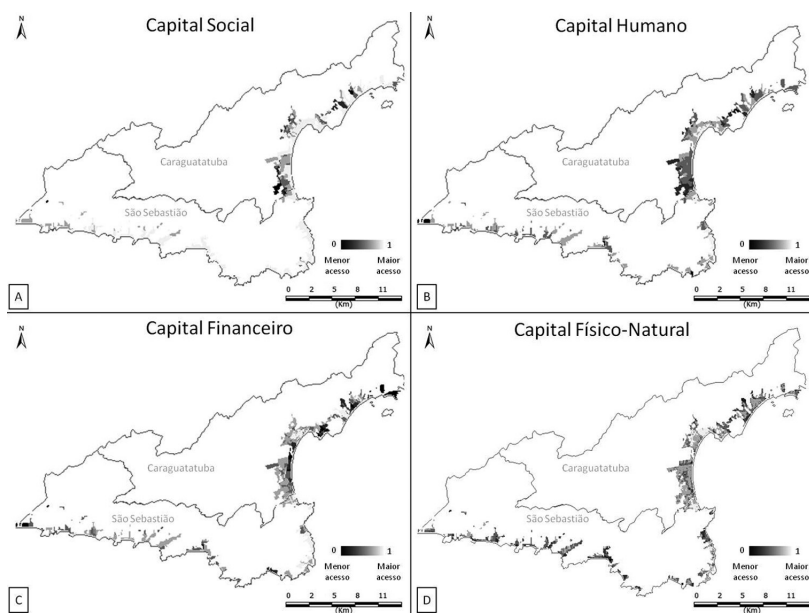 N
Capital Social
Caraguatatuba
São Sebastião
0 1
Menor acesso
Maior acesso
0 2 5 8 11
(Km)
A
N
Capital Humano
Caraguatatuba
São Sebastião
0 1
Menor acesso
Maior acesso
0 2 5 8 11
(Km)
B
N
Capital Financeiro
Caraguatatuba
São Sebastião
0 1
Menor acesso
Maior acesso
0 2 5 8 11
(Km)
C
N
Capital Físico-Natural
Caraguatatuba
São Sebastião
0 1
Menor acesso
Maior acesso
0 2 5 8 11
(Km)
D